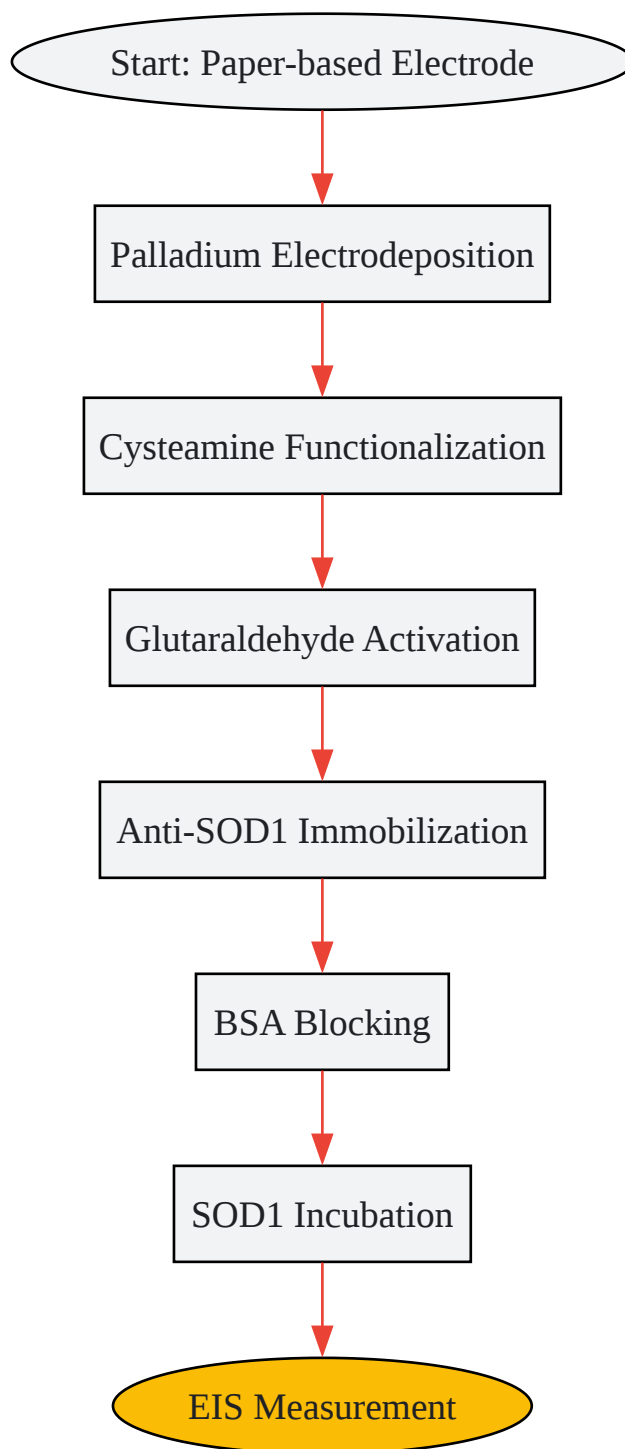 Start: Paper-based Electrode
Palladium Electrodeposition
Cysteamine Functionalization
Glutaraldehyde Activation
Anti-SOD1 Immobilization
BSA Blocking
SOD1 Incubation
EIS Measurement